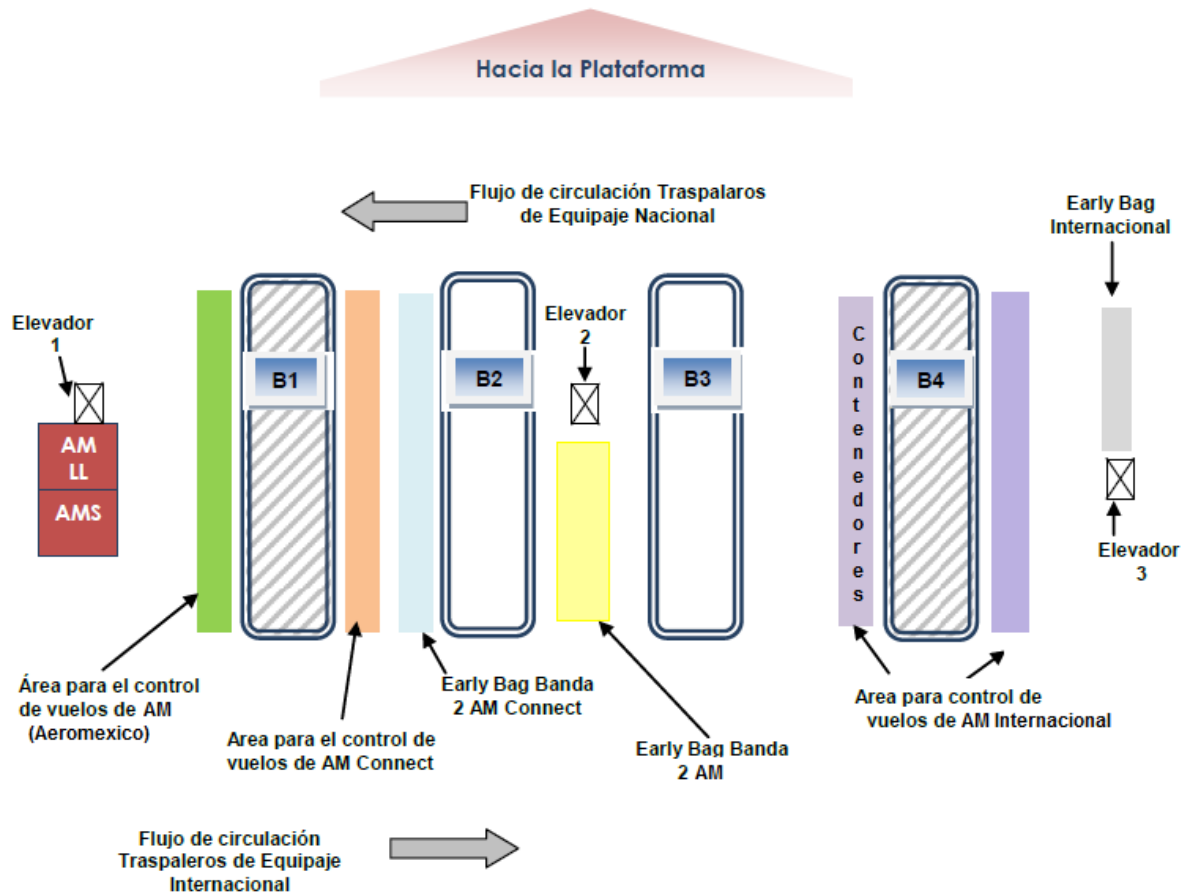 Hacia la Plataforma
Flujo de circulación Traspalaros
de Equipaje Nacional
Early Bag
Internacional
Elevador
1
Elevador
2
B1
B2
B3
B4
Contenedores
AM
LL
AMS
Elevador
3
Área para el control
de vuelos de AM
(Aeromexico)
Area para el control de
vuelos de AM Connect
Early Bag Banda
2 AM Connect
Early Bag Banda
2 AM
Area para control de
vuelos de AM Internacional
Flujo de circulación
Traspaleros de Equipaje
Internacional